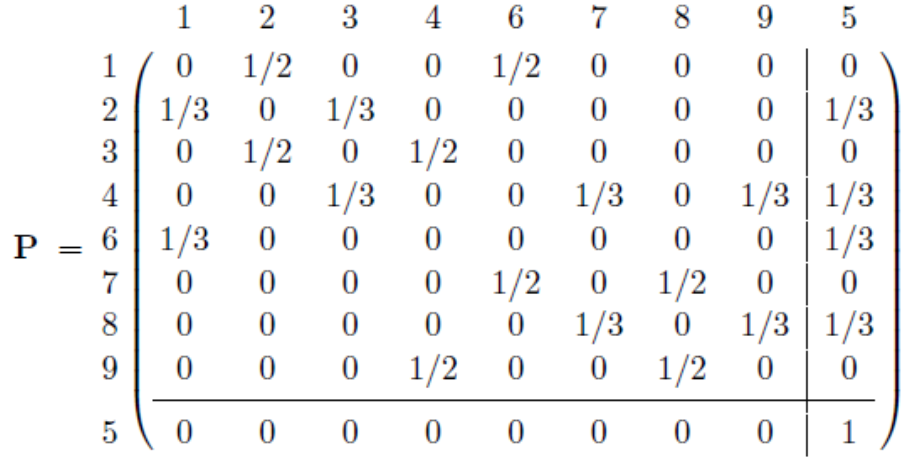 1 2 3 4 6 7 8 9 5
1 0 1/2 0 0 1/2 0 0 0 0
2 1/3 0 1/3 0 0 0 0 0 1/3
3 0 1/2 0 1/2 0 0 0 0 0
4 0 0 1/3 0 0 1/3 0 1/3 1/3
P = 6 1/3 0 0 0 0 0 0 0 1/3
7 0 0 0 0 1/2 0 1/2 0 0
8 0 0 0 0 0 1/3 0 1/3 1/3
9 0 0 0 1/2 0 0 1/2 0 0
5 0 0 0 0 0 0 0 0 1